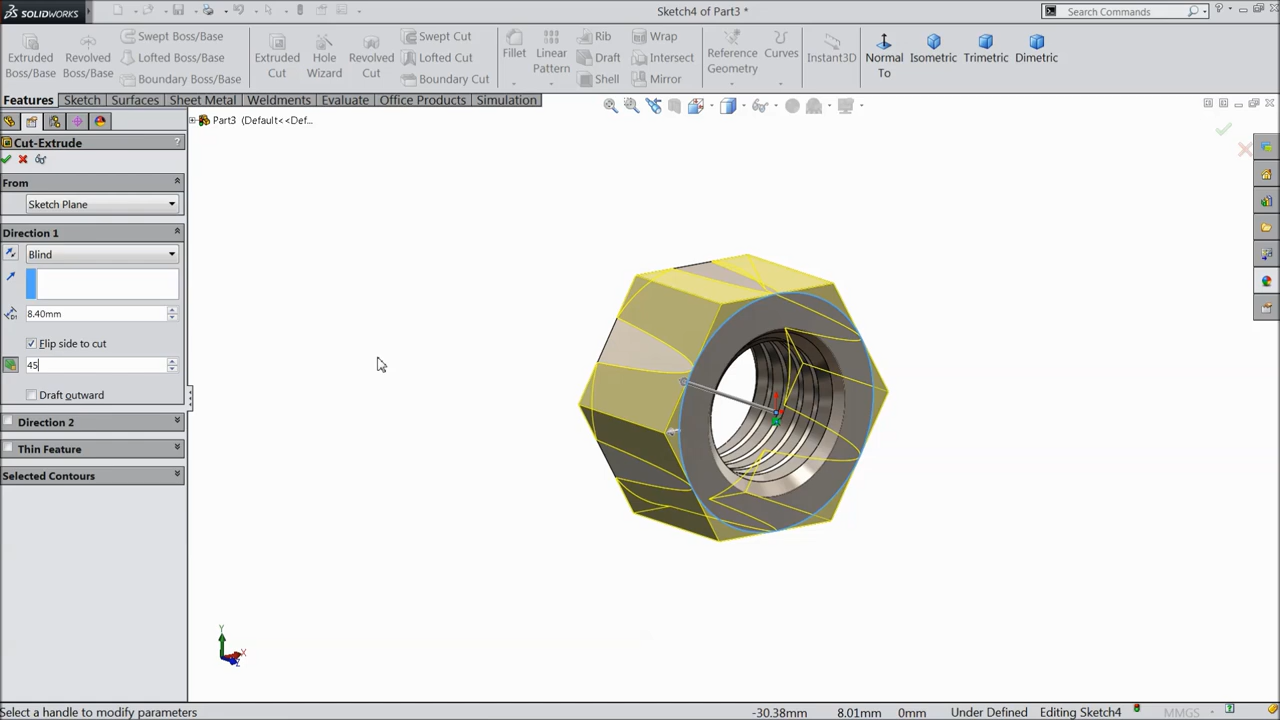 SOLIDWORKS
Sketch4 of Part3 *
Search Commands
Extruded Boss/Base
Revolved Boss/Base
Swept Boss/Base
Lofted Boss/Base
Boundary Boss/Base
Extruded Cut
Hole Wizard
Revolved Cut
Swept Cut
Lofted Cut
Boundary Cut
Fillet
Linear Pattern
Rib
Draft
Shell
Wrap
Intersect
Mirror
Reference Geometry
Curves
Instant3D
Normal To
Isometric
Trimetric
Dimetric
Features
Sketch
Surfaces
Sheet Metal
Weldments
Evaluate
Office Products
Simulation
Part3 (Default<<Def...
Cut-Extrude
?
From
Sketch Plane
Direction 1
Blind
8.40mm
Flip side to cut
45
Draft outward
Direction 2
Thin Feature
Selected Contours
Y
X
Z
Select a handle to modify parameters
-30.38mm
8.01mm
0mm
Under Defined
Editing Sketch4
MMGS